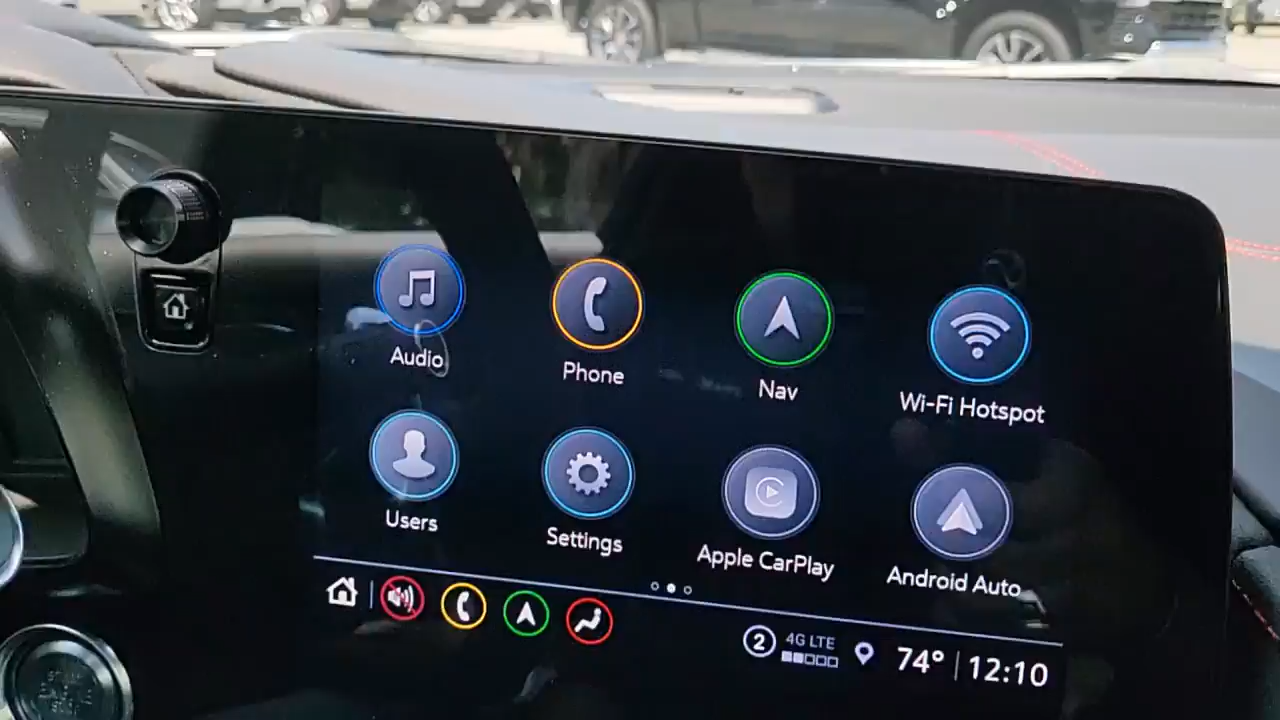 Audio
Phone
Nav
Wi-Fi Hotspot
Users
Settings
Apple CarPlay
Android Auto
2
4G LTE
74°
12:10